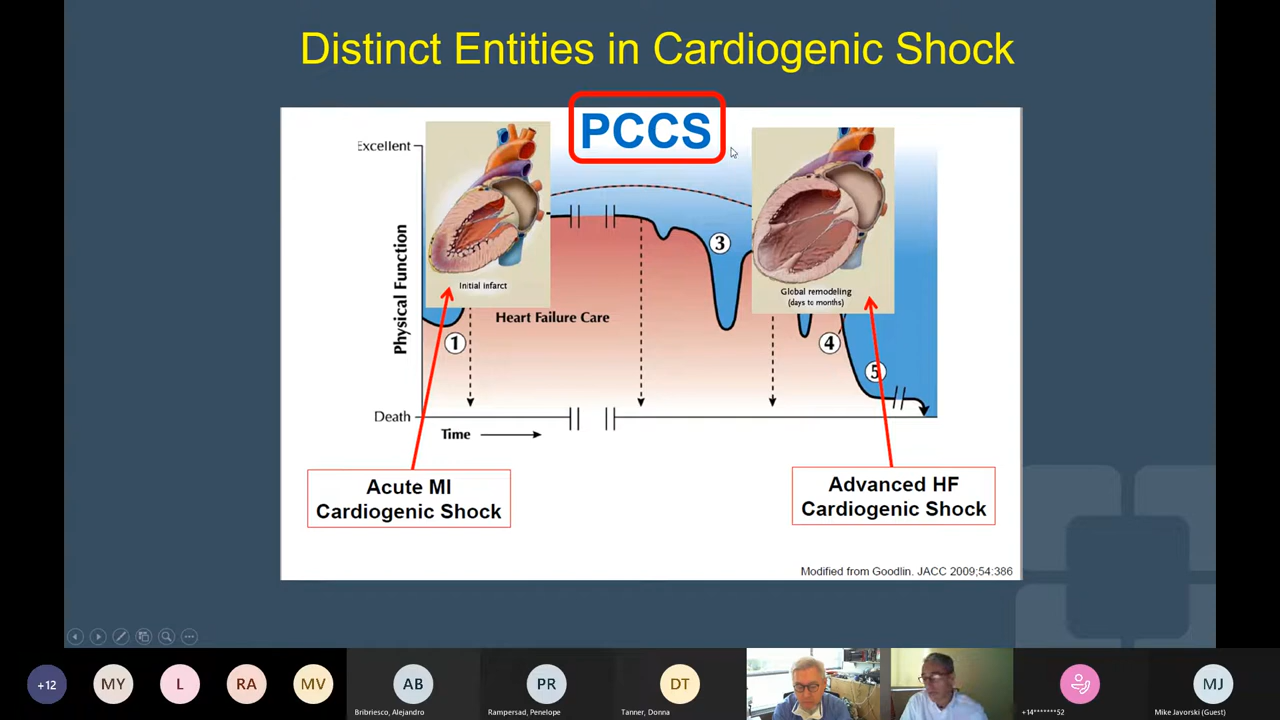 Distinct Entities in Cardiogenic Shock
PCCS
Excellent
Initial infarct
Global remodeling
(days to months)
3
Physical Function
Heart Failure Care
1
4
5
Death
Time
Acute MI
Cardiogenic Shock
Advanced HF
Cardiogenic Shock
Modified from Goodlin. JACC 2009;54:386
+12
MY
L
RA
MV
AB
Bribriesco, Alejandro
PR
Rampersad, Penelope
DT
Tanner, Donna
+14*******52
MJ
Mike Javorski (Guest)